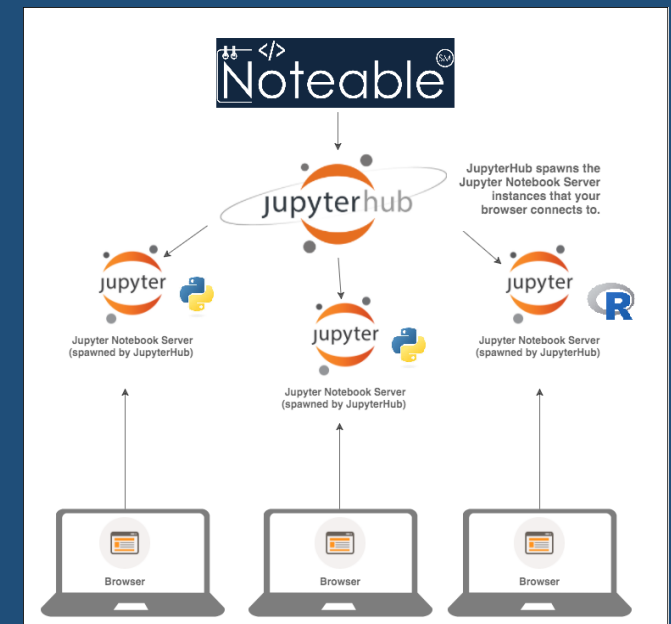 </>
Noteable
SM
JupyterHub spawns the
Jupyter Notebook Server
instances that your
browser connects to.
jupyterhub
jupyter
Jupyter Notebook Server
(spawned by JupyterHub)
jupyter
Jupyter Notebook Server
(spawned by JupyterHub)
jupyter
R
Jupyter Notebook Server
(spawned by JupyterHub)
Browser
Browser
Browser